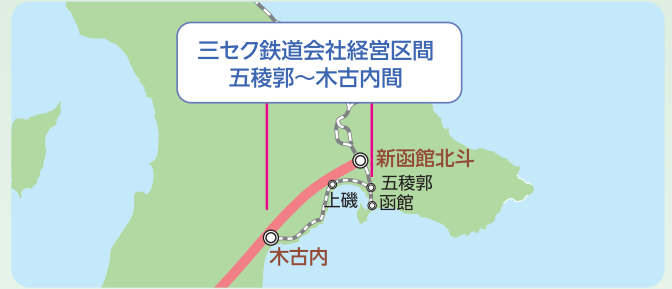 三セク鉄道会社経営区間
五稜郭～木古内間
新函館北斗
五稜郭
上磯
函館
木古内